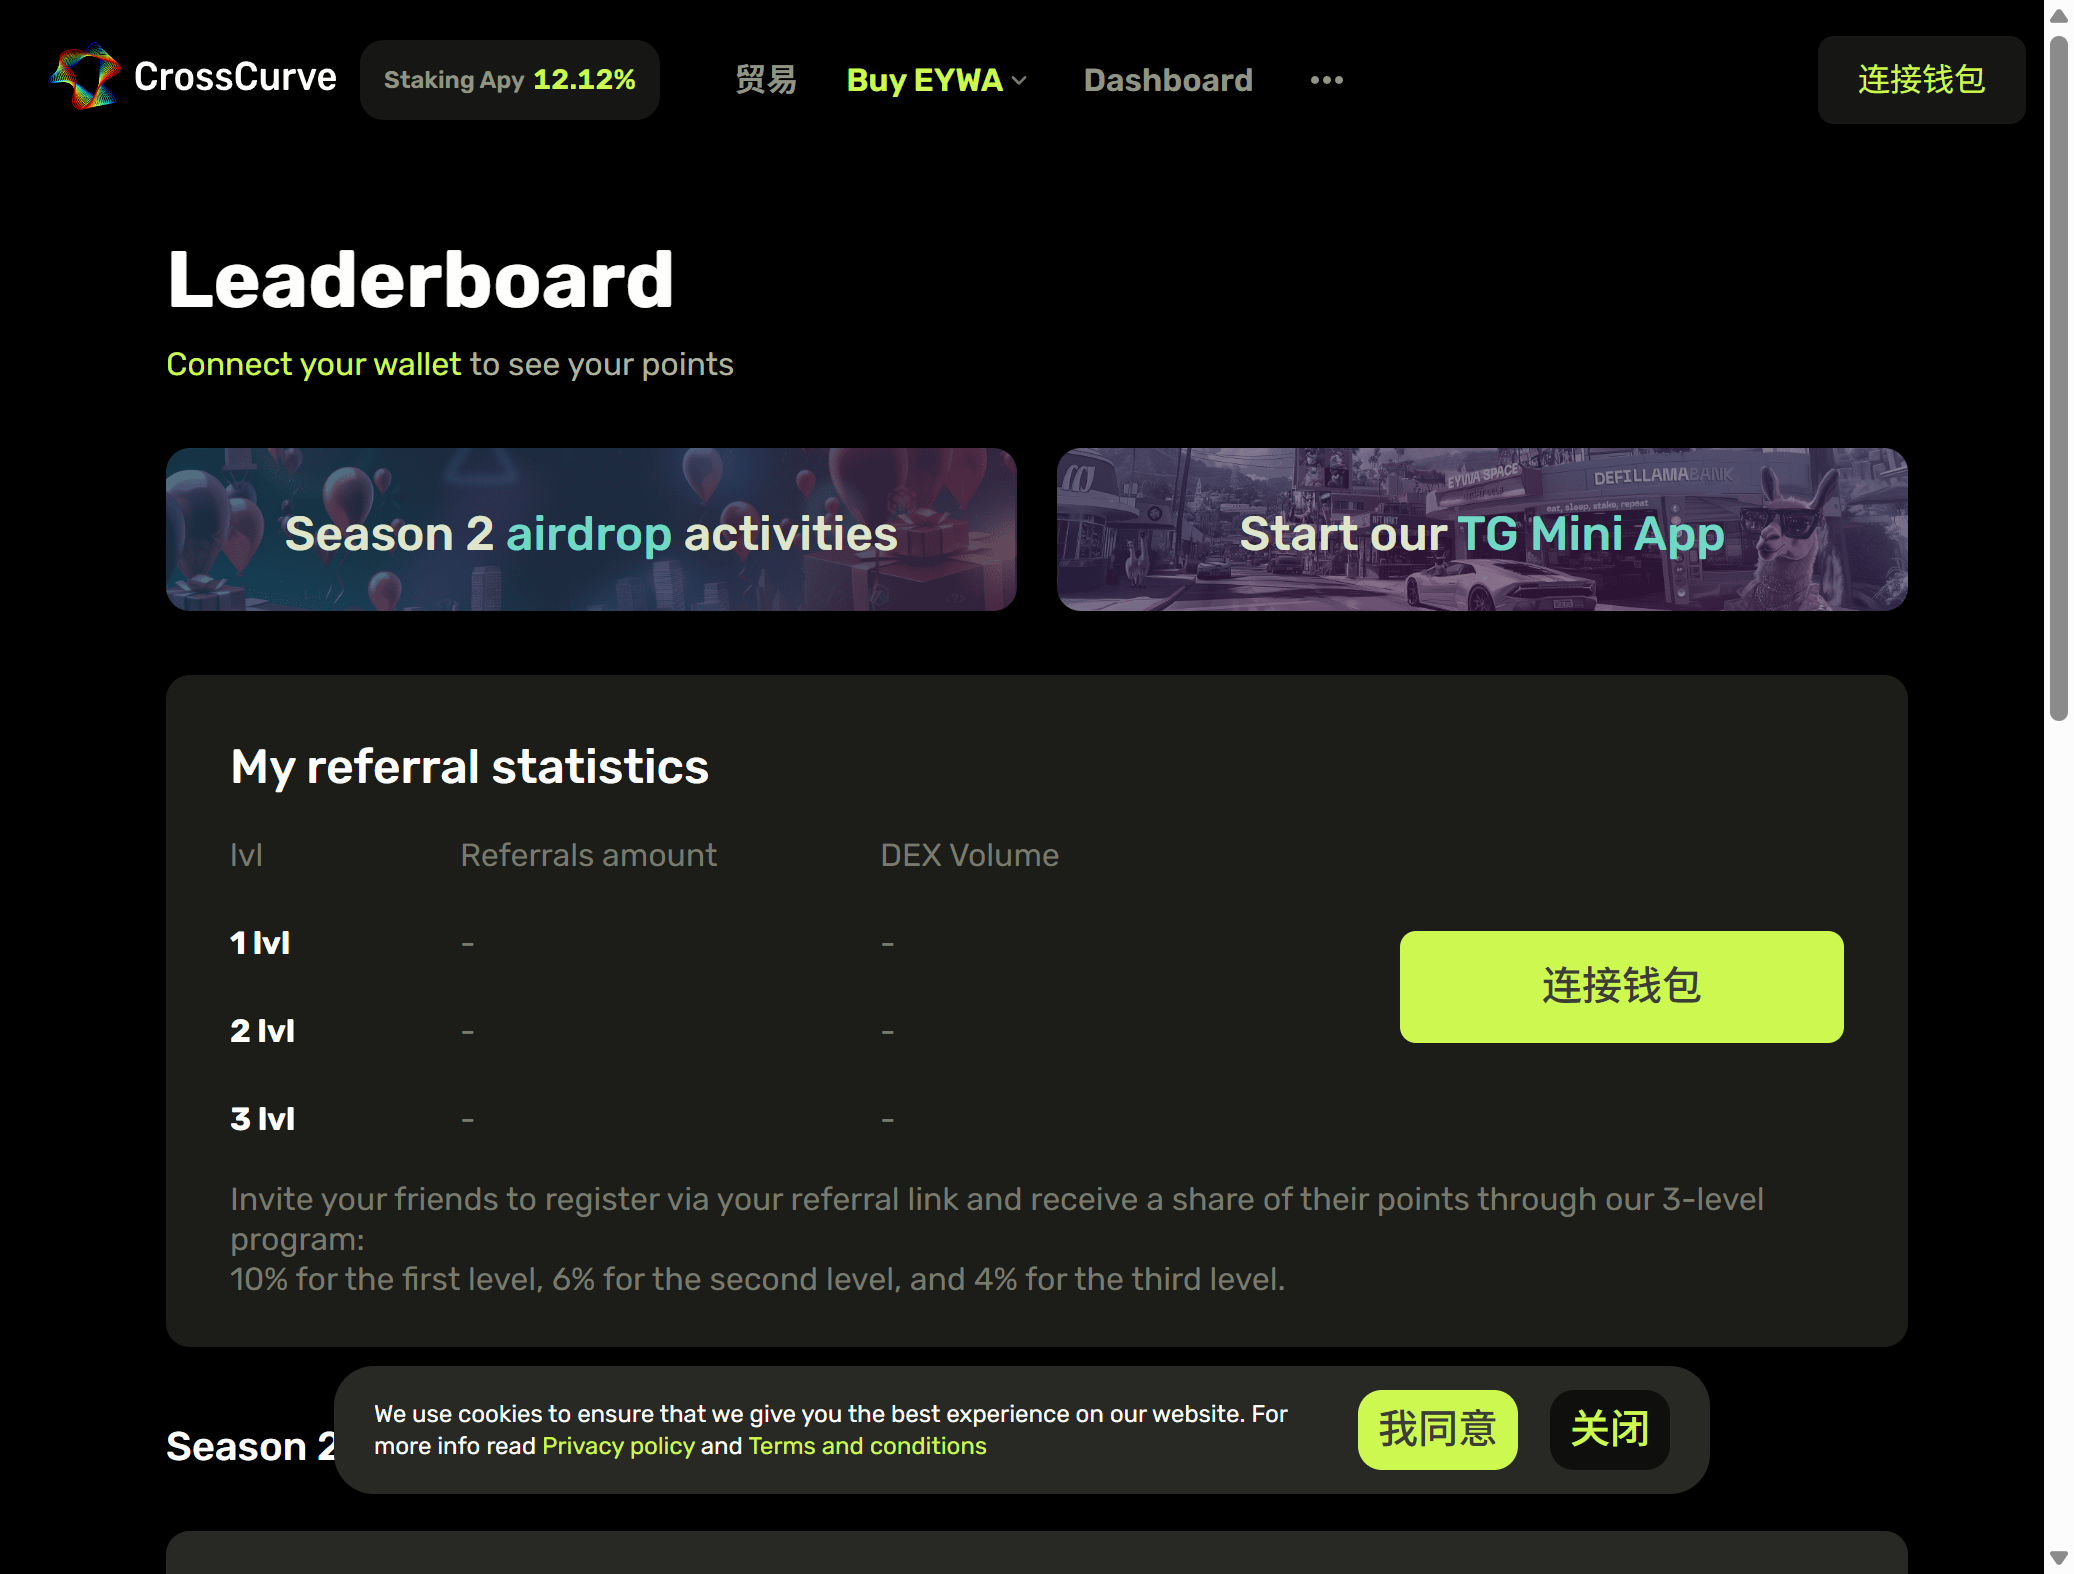 CrossCurve
Staking Apy 12.12%
贸易
Buy EYWA
Dashboard
连接钱包
Leaderboard
Connect your wallet to see your points
Season 2 airdrop activities
EYWA SPACE
DEFILLAMA BANK
eat, sleep, stake, repeat
Start our TG Mini App
My referral statistics
lvl Referrals amount DEX Volume
1 lvl - -
2 lvl - -
3 lvl - -
连接钱包
Invite your friends to register via your referral link and receive a share of their points through our 3-level
program:
10% for the first level, 6% for the second level, and 4% for the third level.
Season 2
We use cookies to ensure that we give you the best experience on our website. For
more info read Privacy policy and Terms and conditions
我同意
关闭